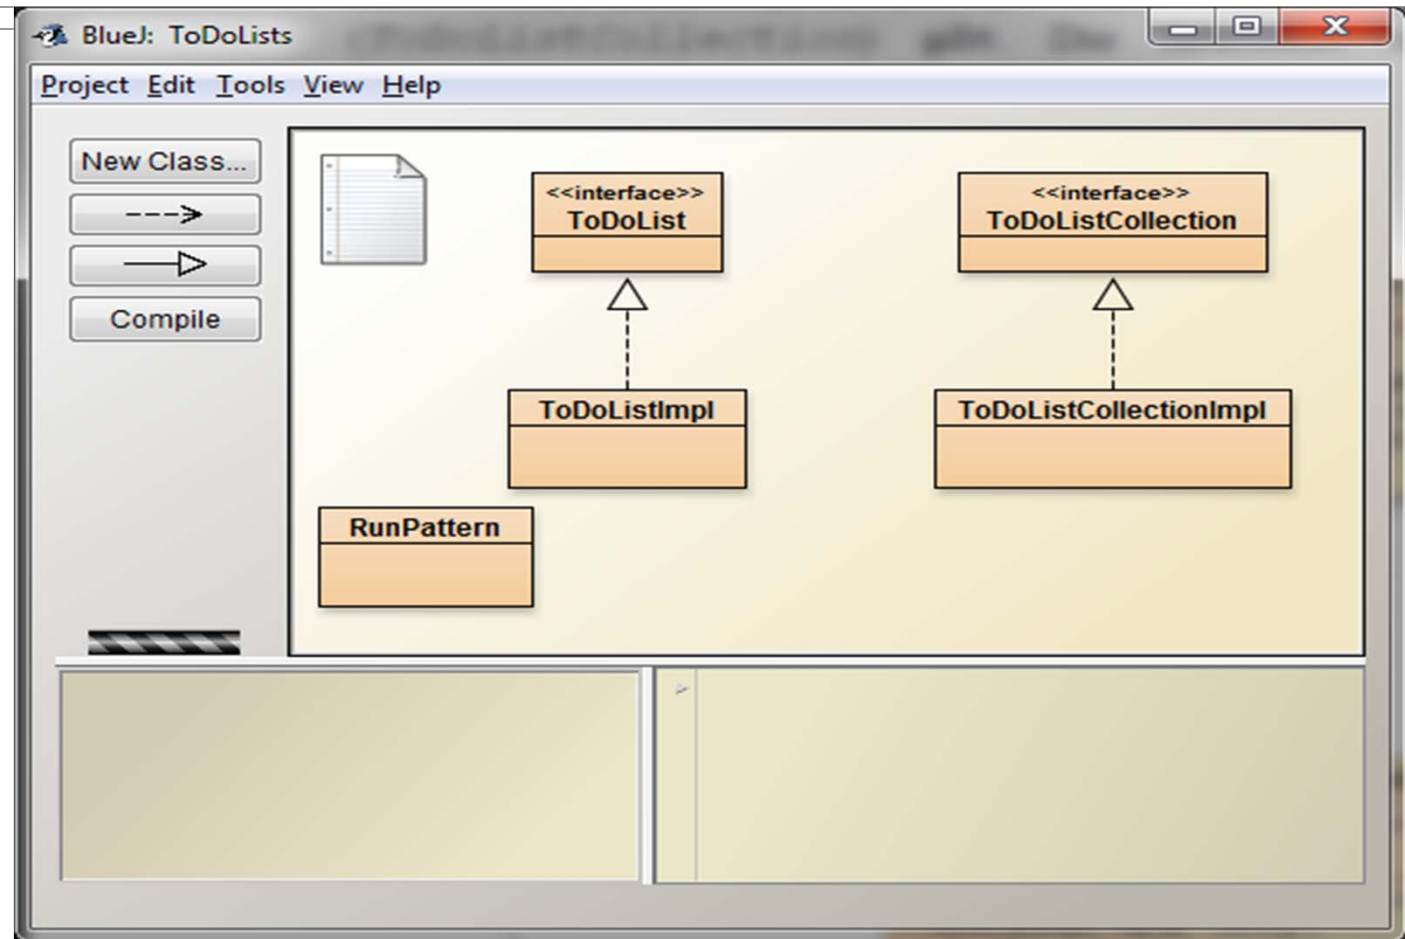 BlueJ: ToDoLists
Project Edit Tools View Help
New Class...
Compile
<<interface>>
ToDoList
<<interface>>
ToDoListCollection
ToDoListImpl
ToDoListCollectionImpl
RunPattern